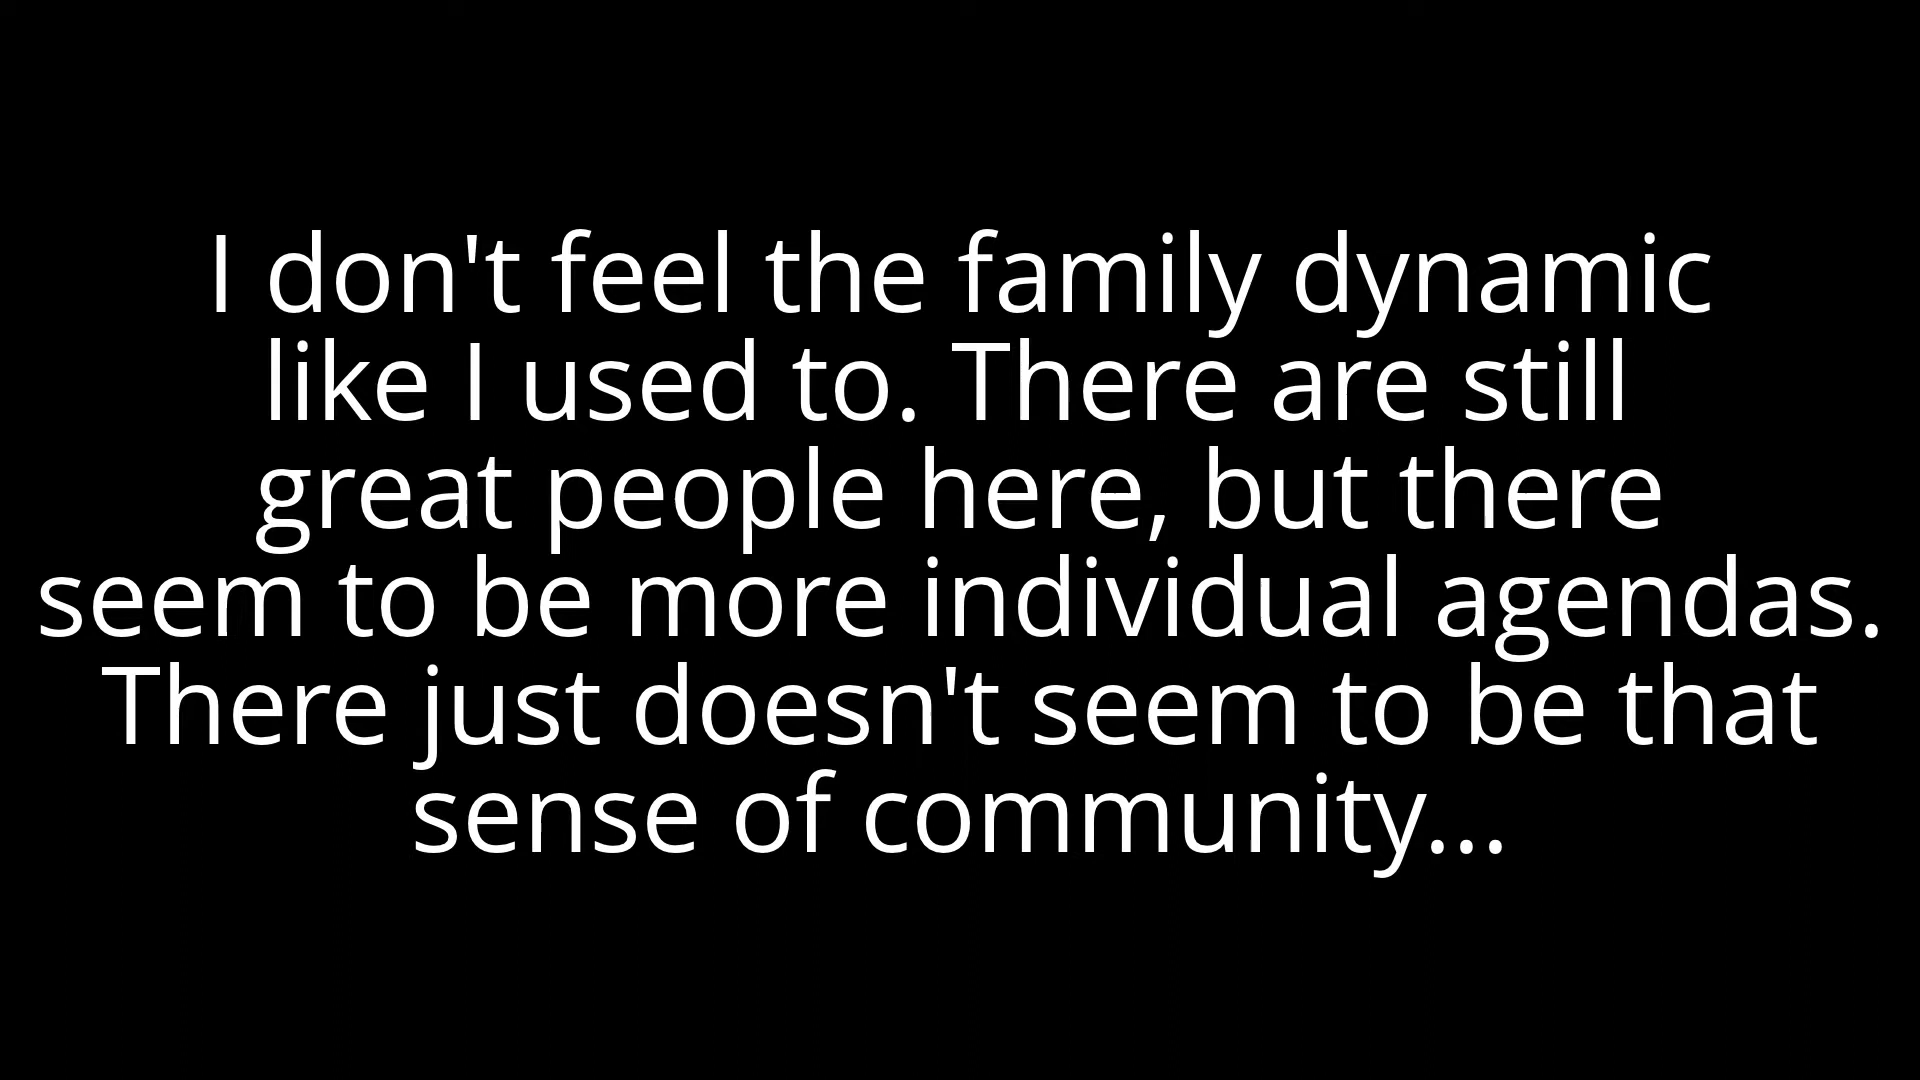 I don't feel the family dynamic
like I used to. There are still
great people here, but there
seem to be more individual agendas.
There just doesn't seem to be that
sense of community...